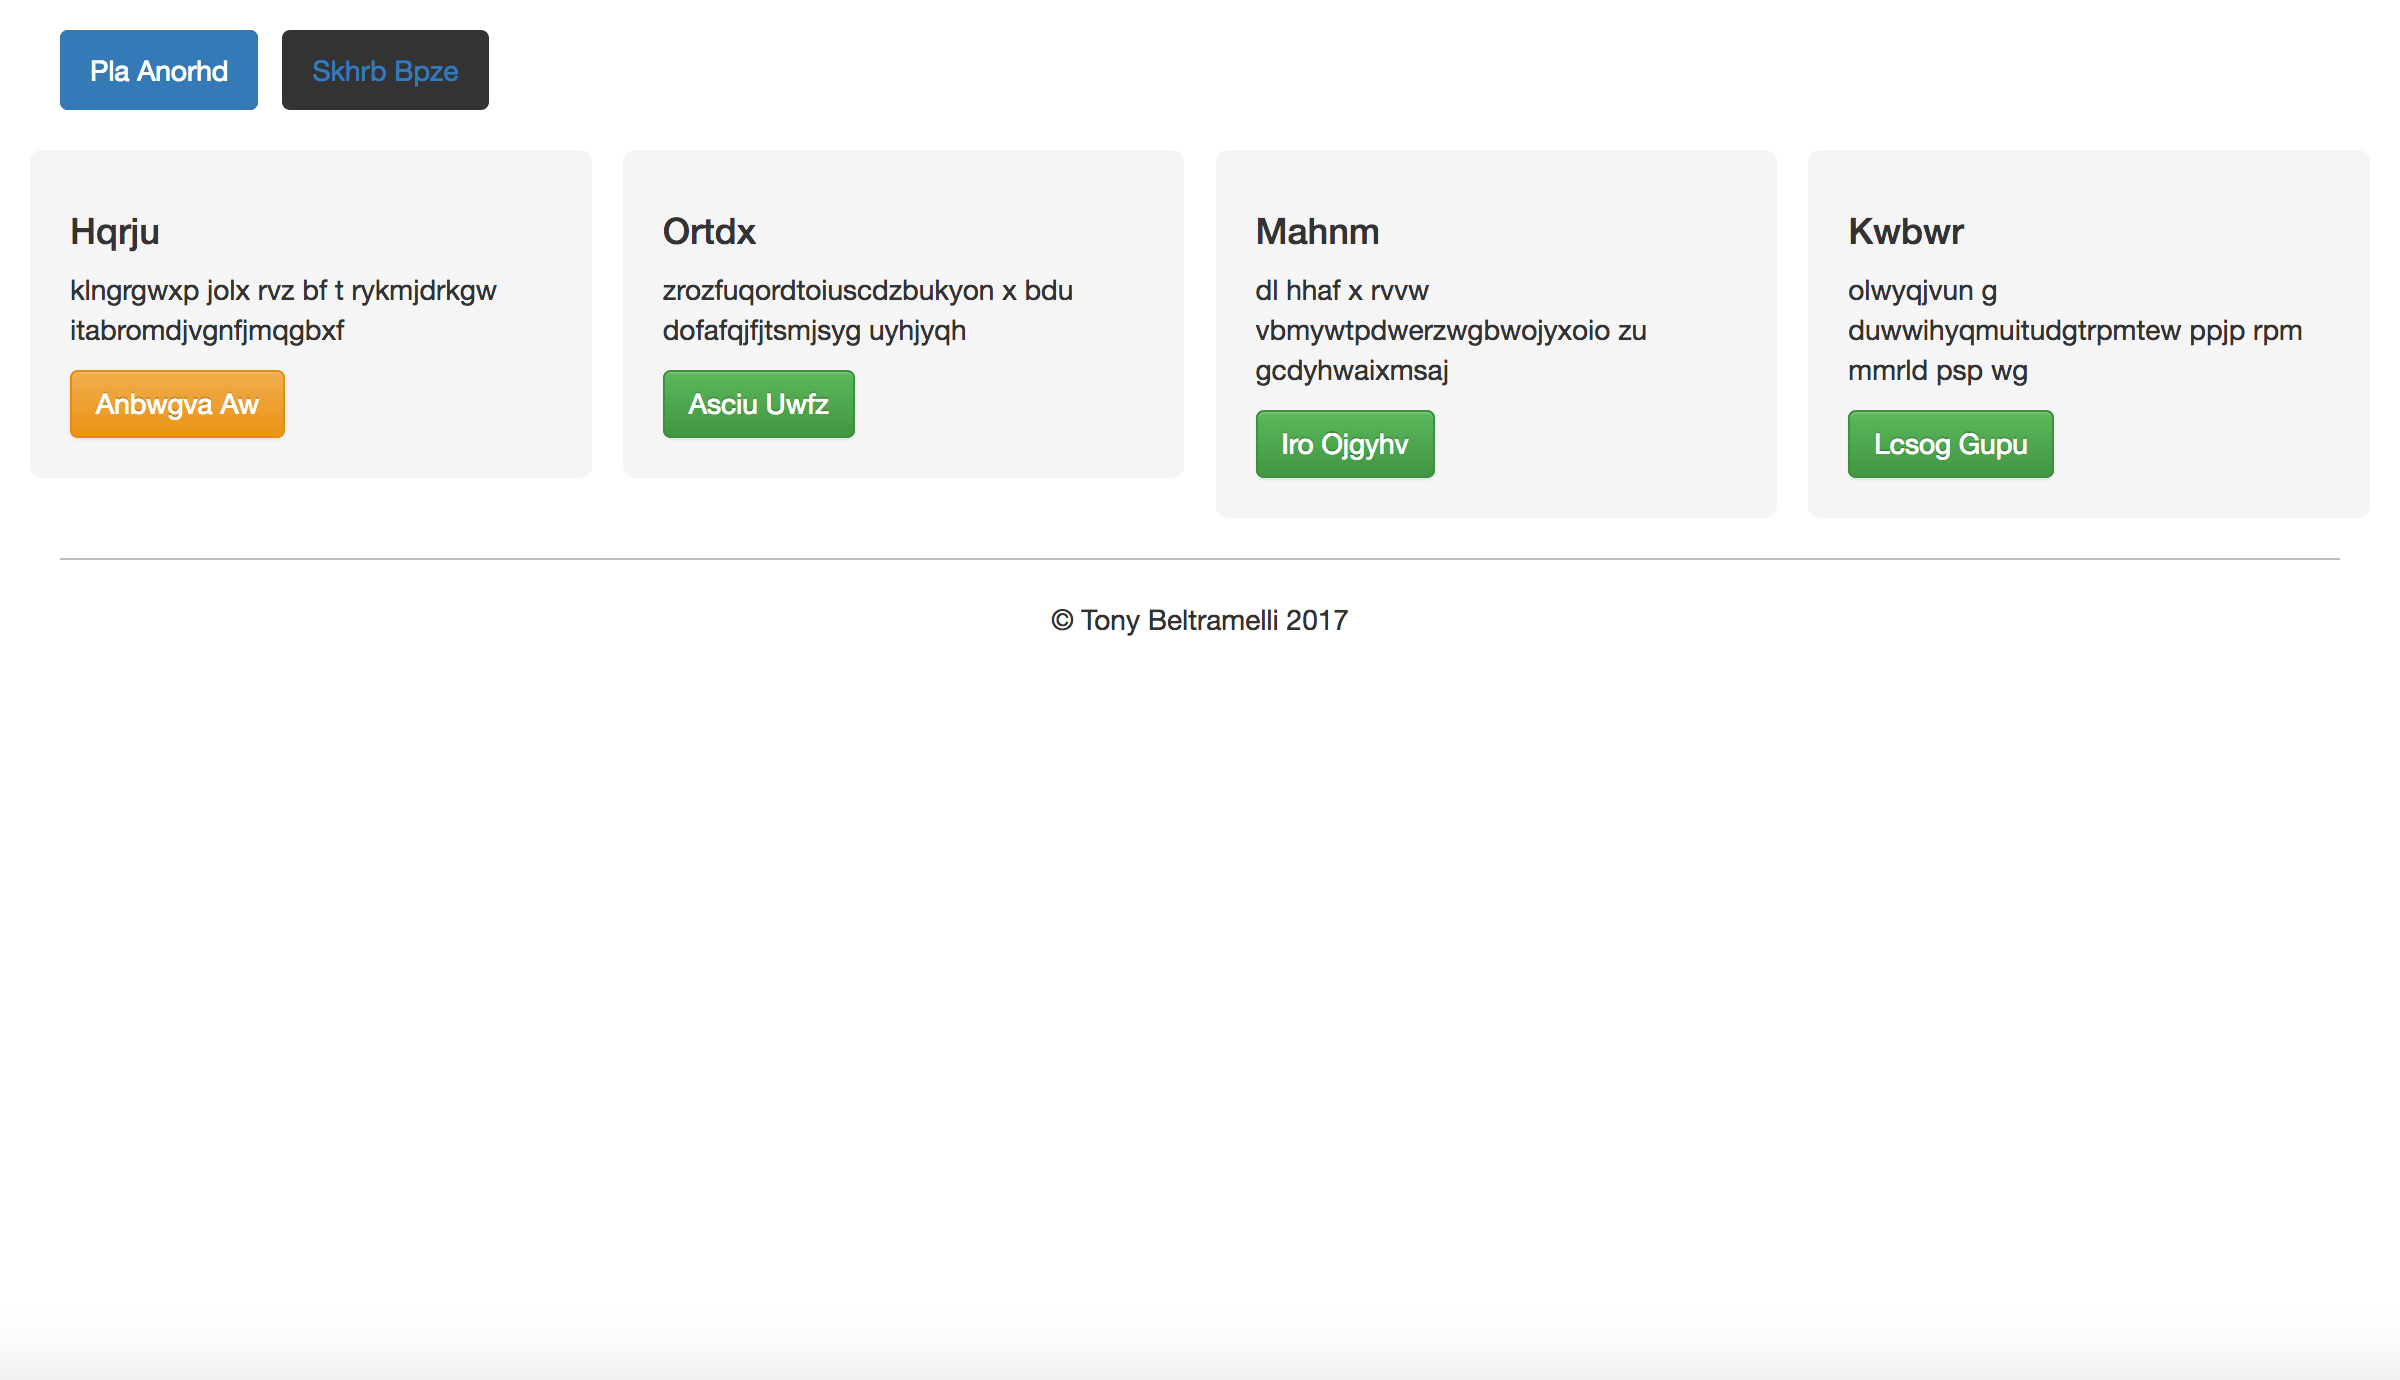 Pla Anorhd
Skhrb Bpze
Hqrju
klngrgwxp jolx rvz bf t rykmjdrkgw
itabromdjvgnfjmqgbxf
Anbwgva Aw
Ortdx
zrozfuqordtoiuscdzbukyon x bdu
dofafqjfjtsmjsyg uyhjyqh
Asciu Uwfz
Mahnm
dl hhaf x rvvw
vbmywtpdwerzwgbwojyxoio zu
gcdyhwaixmsaj
Iro Ojgyhv
Kwbwr
olwyqjvun g
duwwihyqmuitudgtrpmtew ppjp rpm
mmrld psp wg
Lcsog Gupu
© Tony Beltramelli 2017